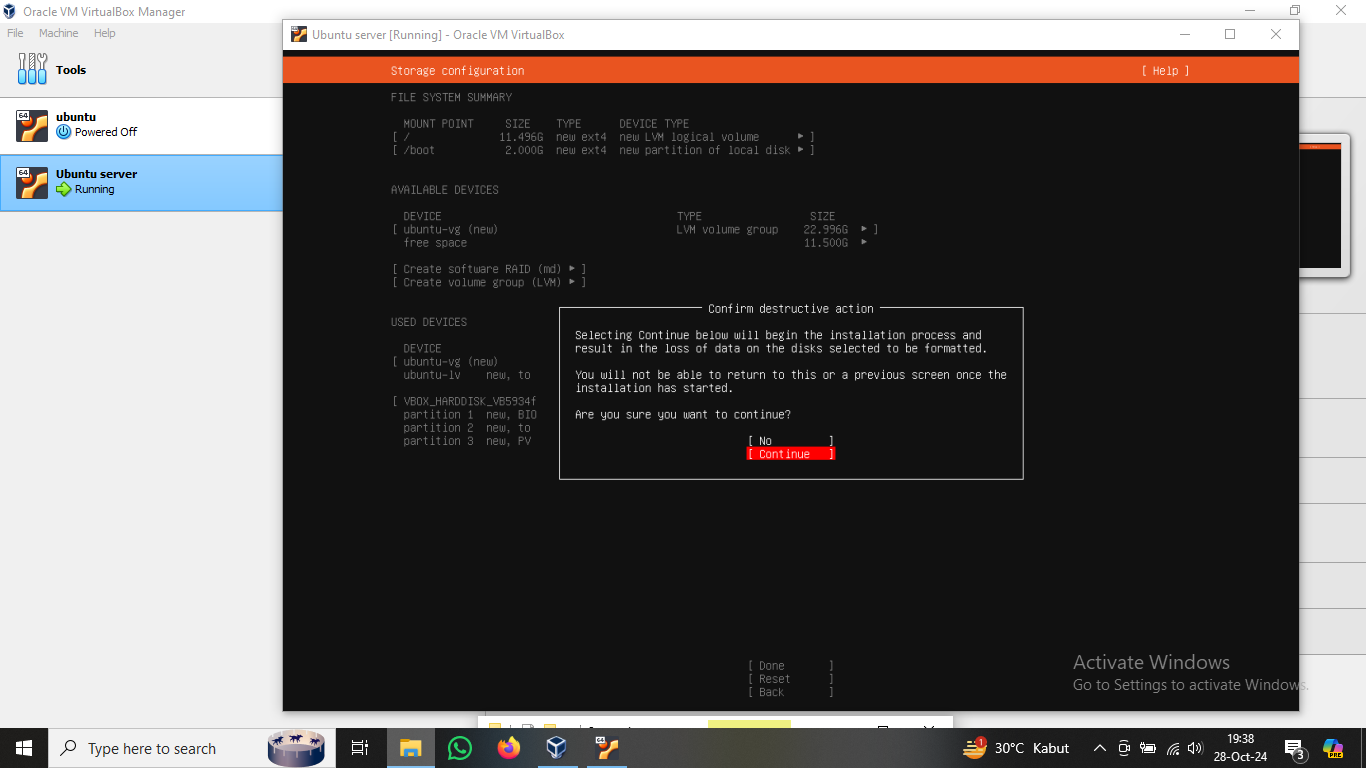 Oracle VM VirtualBox Manager
File Machine Help
Tools
64
ubuntu
Powered Off
64
Ubuntu server
Running
64
Ubuntu server [Running] - Oracle VM VirtualBox
Storage configuration [ Help ]
FILE SYSTEM SUMMARY
MOUNT POINT SIZE TYPE DEVICE TYPE
[ / 11.496G new ext4 new LVM logical volume ▸ ]
[ /boot 2.000G new ext4 new partition of local disk ▸ ]
AVAILABLE DEVICES
DEVICE TYPE SIZE
[ ubuntu-vg (new) LVM volume group 22.996G ▸ ]
free space 11.500G ▸
[ Create software RAID (md) ▸ ]
[ Create volume group (LVM) ▸ ]
USED DEVICES
DEVICE
[ ubuntu-vg (new)
ubuntu-lv new, to
[ VBOX_HARDDISK_VB5934f
partition 1 new, BIO
partition 2 new, to
partition 3 new, PV
Confirm destructive action
Selecting Continue below will begin the installation process and
result in the loss of data on the disks selected to be formatted.
You will not be able to return to this or a previous screen once the
installation has started.
Are you sure you want to continue?
[ No ]
[ Continue ]
[ Done ]
[ Reset ]
[ Back ]
Activate Windows
Go to Settings to activate Windows.
Type here to search
1
30°C Kabut
19:38
28-Oct-24
3
PRE